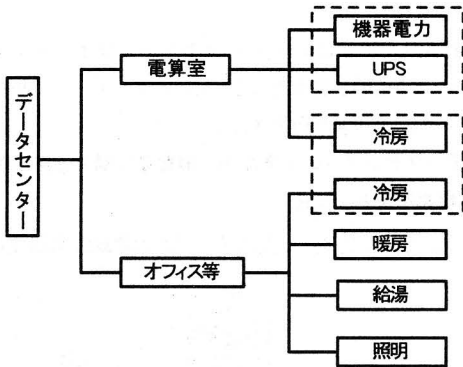 データセンター
電算室
機器電力
UPS
冷房
オフィス等
冷房
暖房
給湯
照明